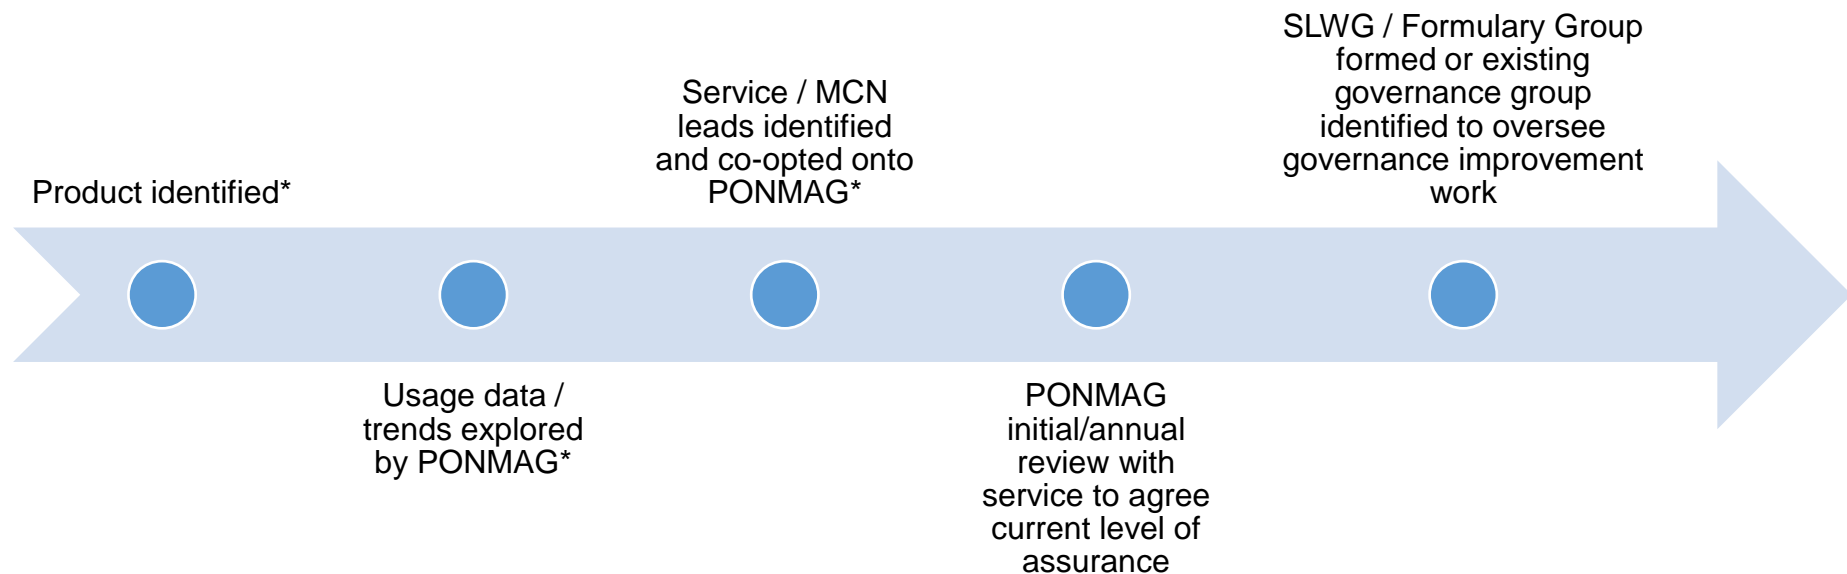 Product identified*
Usage data /
trends explored
by PONMAG*
Service / MCN
leads identified
and co-opted onto
PONMAG*
PONMAG
initial/annual
review with
service to agree
current level of
assurance
SLWG / Formulary Group
formed or existing
governance group
identified to oversee
governance improvement
work